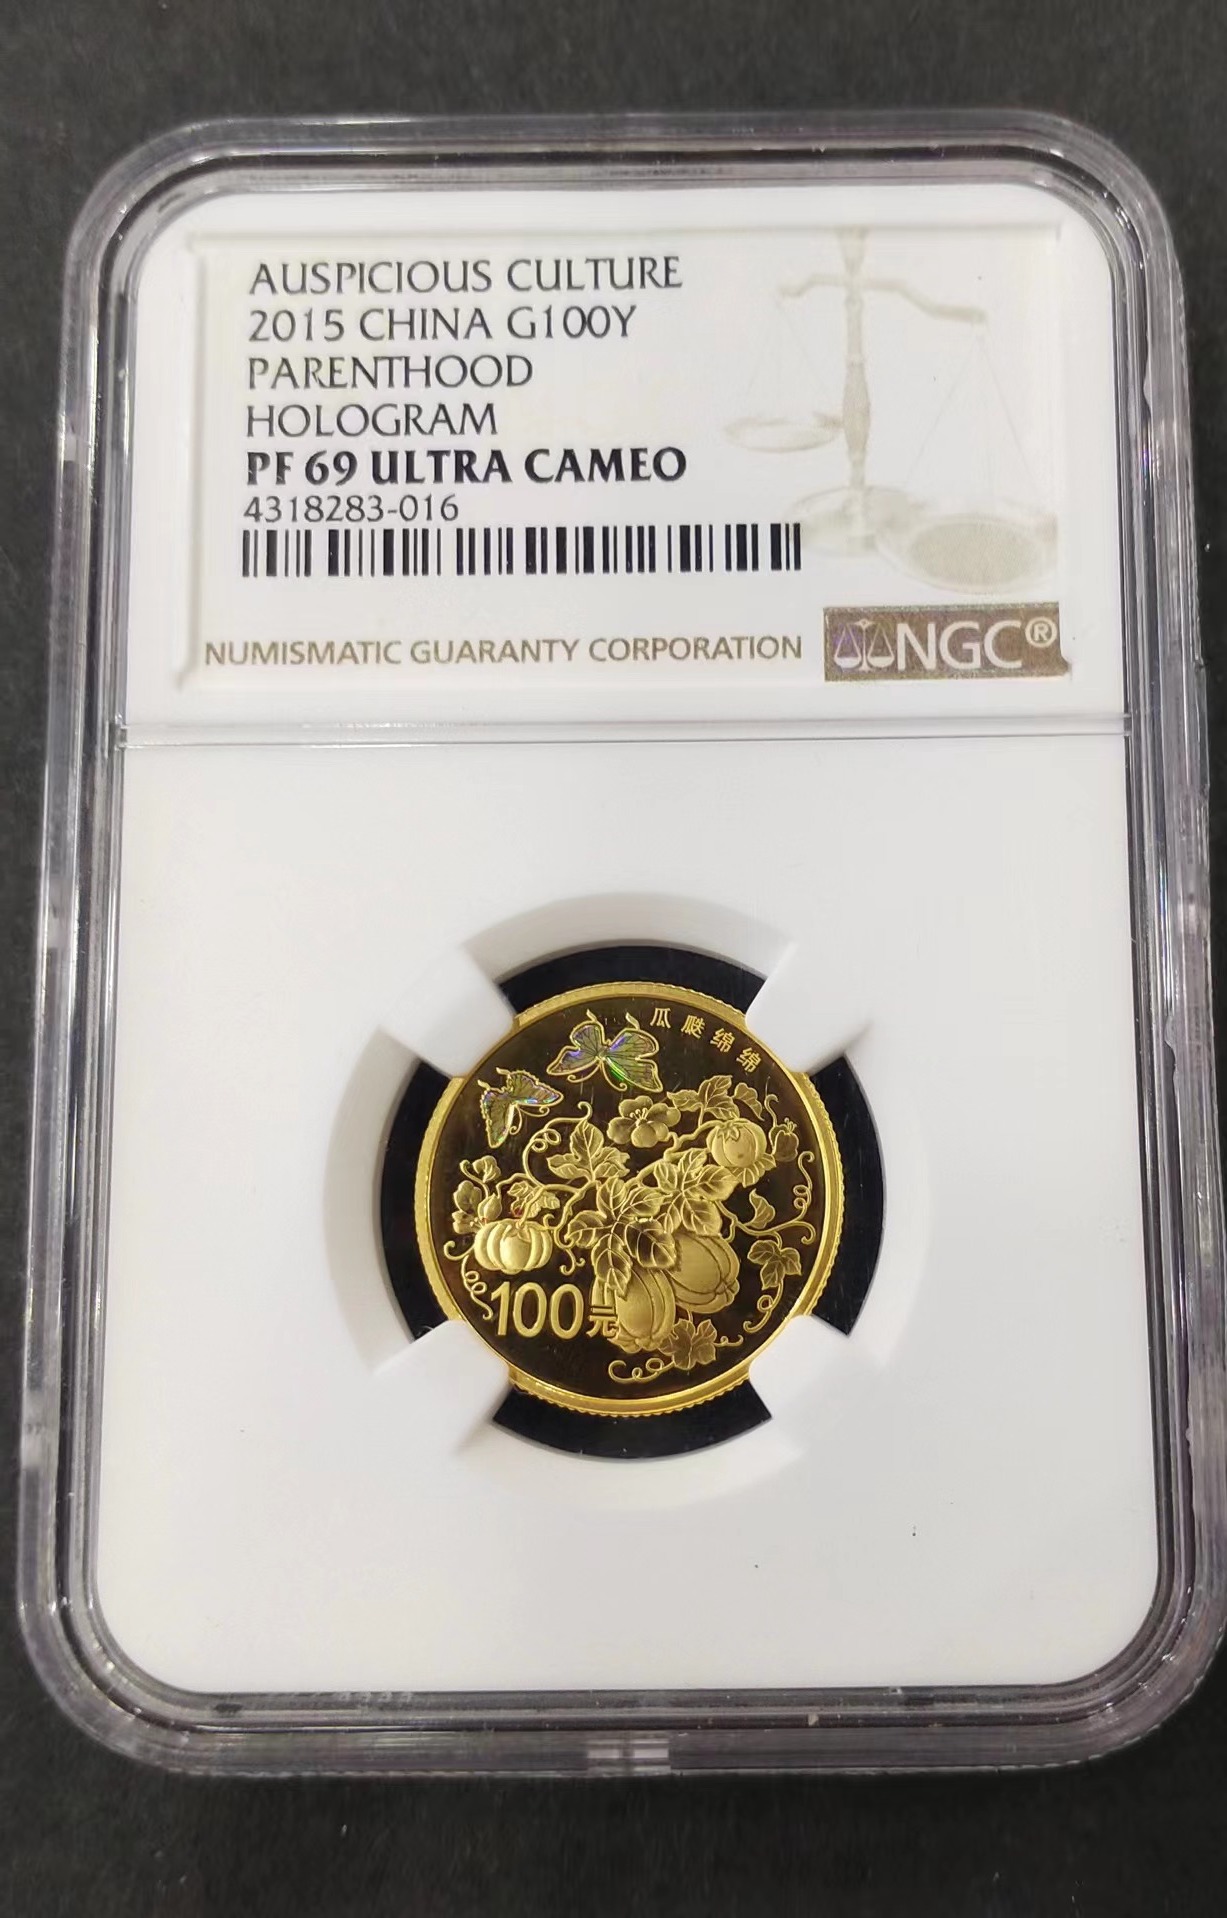 AUSPICIOUS CULTURE
2015 CHINA G100Y
PARENTHOOD
HOLOGRAM
PF 69 ULTRA CAMEO
4318283-016
NUMISMATIC GUARANTY CORPORATION NGC®
瓜瓞绵绵
100元